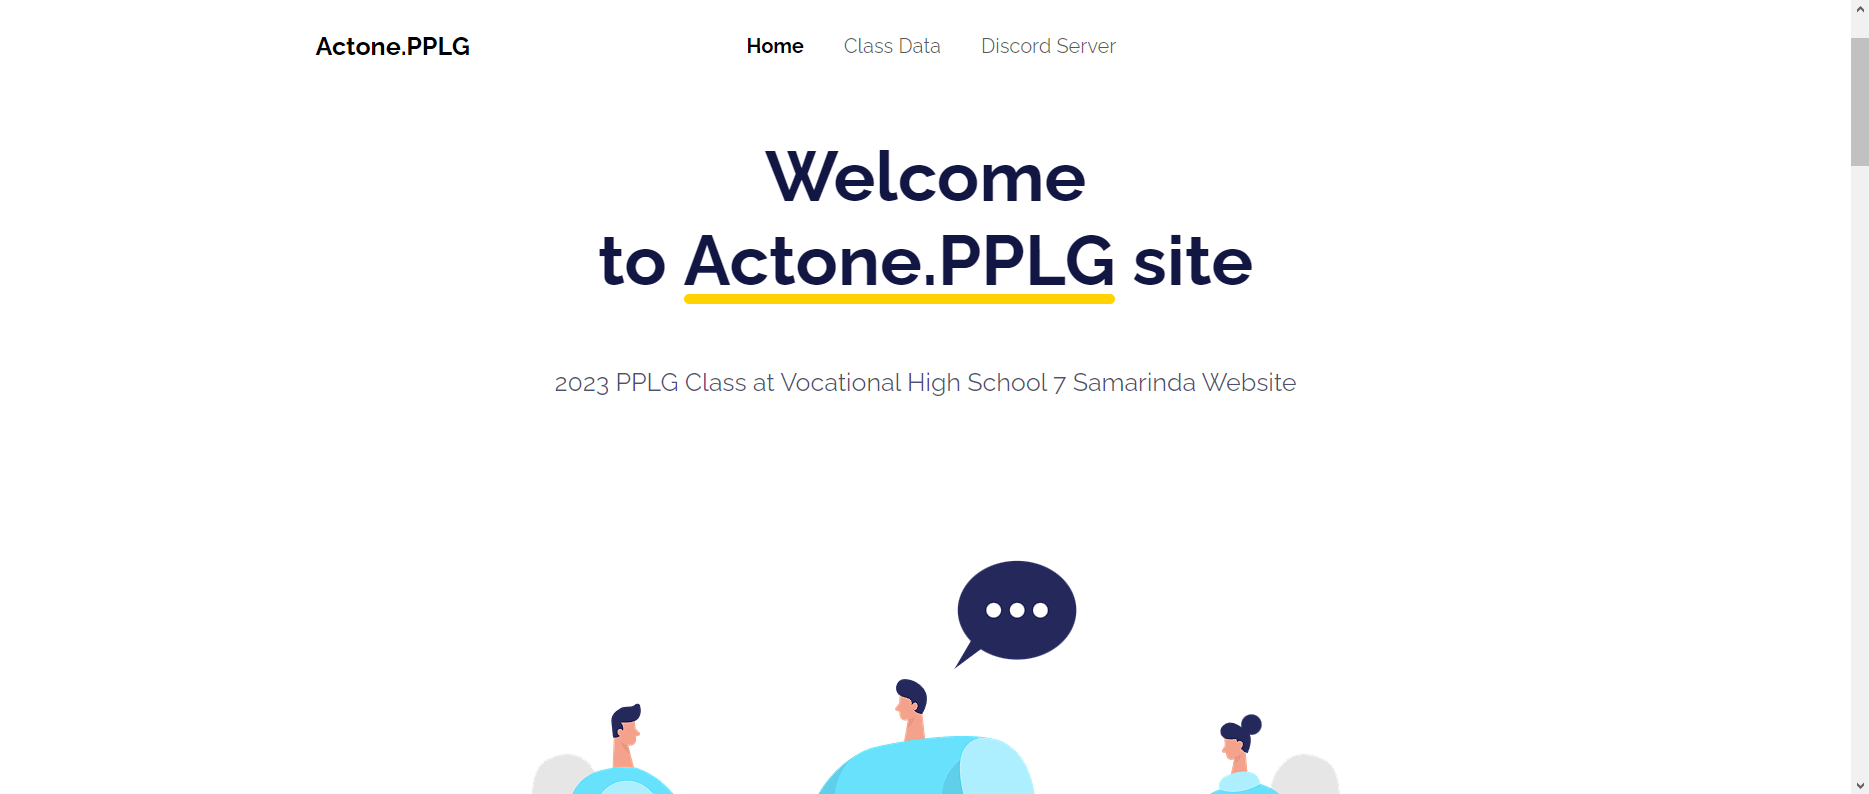 Actone.PPLG
Home Class Data Discord Server
Welcome
to Actone.PPLG site
2023 PPLG Class at Vocational High School 7 Samarinda Website